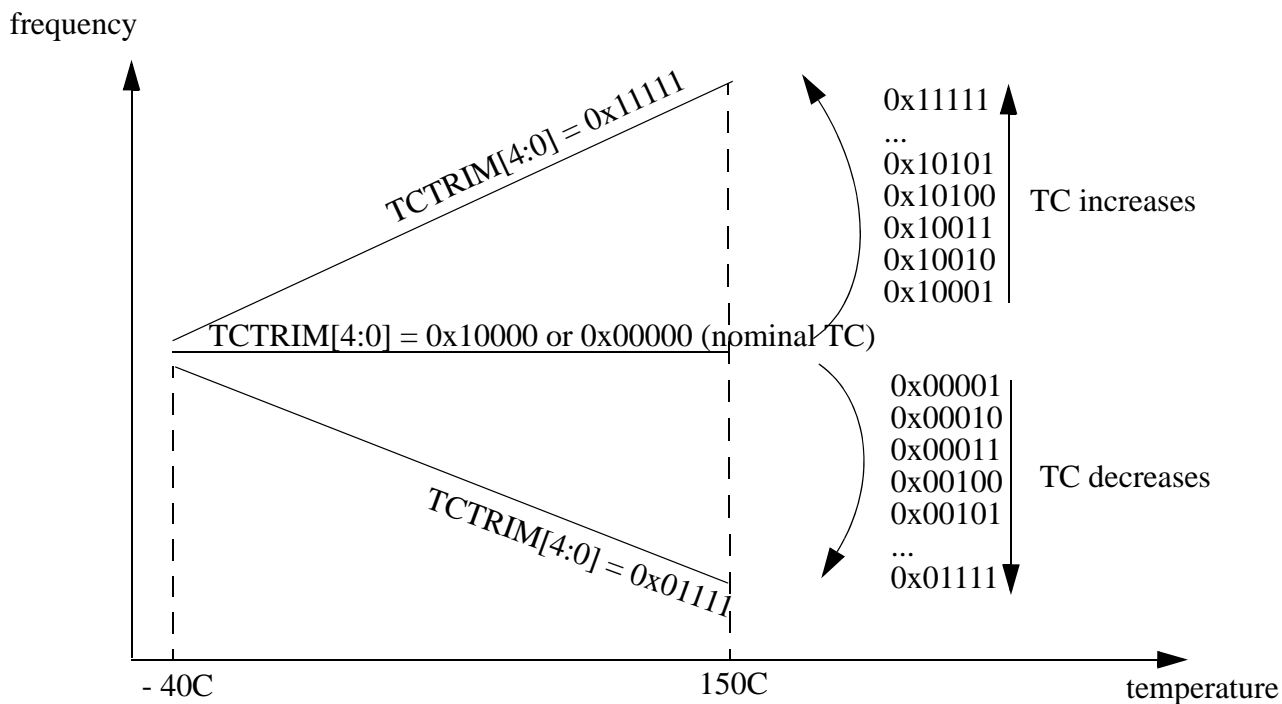 frequency
TCTRIM[4:0] = 0x11111
0x11111
...
0x10101
0x10100
0x10011
0x10010
0x10001
TC increases
TCTRIM[4:0] = 0x10000 or 0x00000 (nominal TC)
0x00001
0x00010
0x00011
0x00100
0x00101
...
0x01111
TC decreases
TCTRIM[4:0] = 0x01111
- 40C
150C
temperature